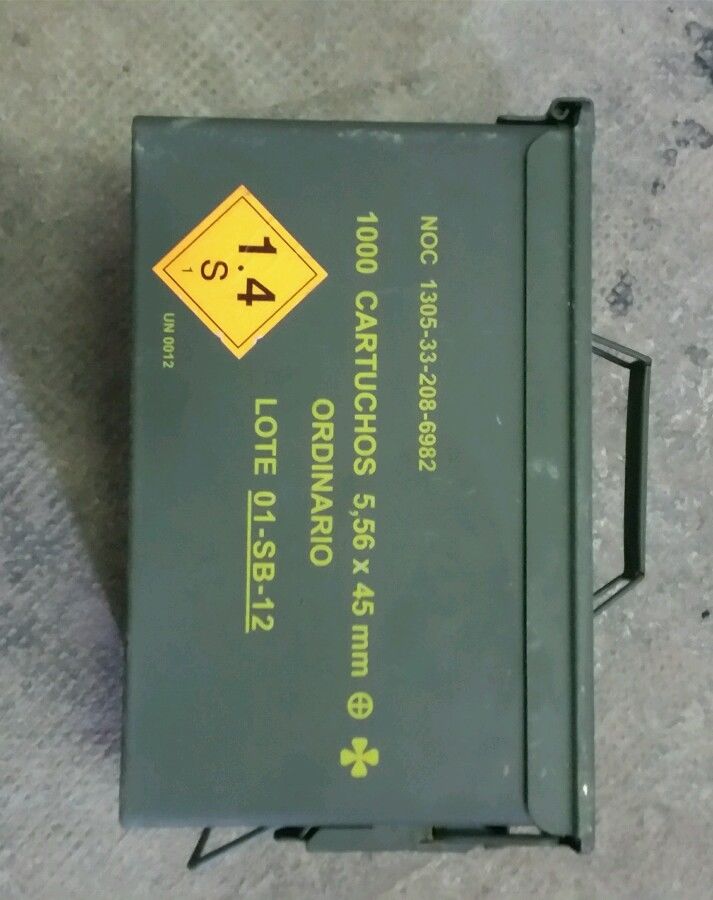 NOC 1305-33-208-6982
1000 CARTUCHOS 5,56 x 45 mm
ORDINARIO
LOTE 01-SB-12
1.4
S
1
UN 0012